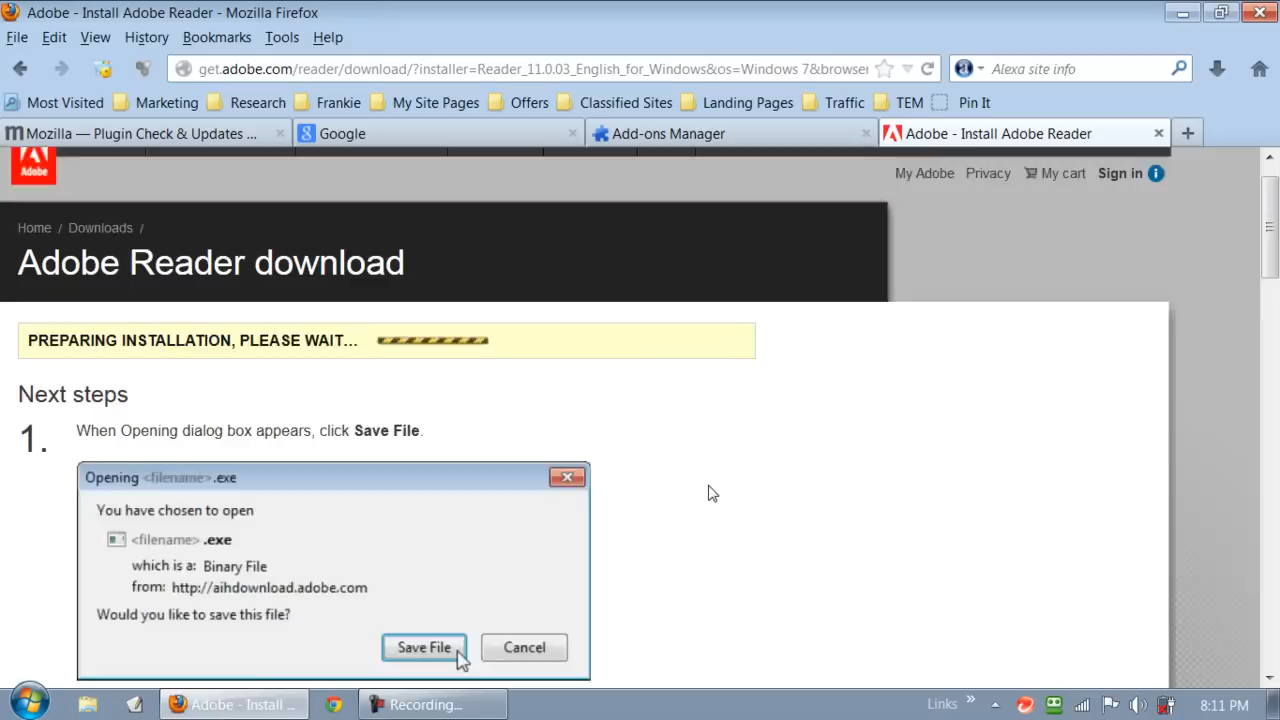 Adobe - Install Adobe Reader - Mozilla Firefox
File Edit View History Bookmarks Tools Help
get.adobe.com/reader/download/?installer=Reader_11.0.03_English_for_Windows&os=Windows 7&browser
Alexa site info
Most Visited Marketing Research Frankie My Site Pages Offers Classified Sites Landing Pages Traffic TEM Pin It
Mozilla — Plugin Check & Updates ... Google Add-ons Manager Adobe - Install Adobe Reader
Adobe
My Adobe Privacy My cart Sign in
Home / Downloads /
Adobe Reader download
PREPARING INSTALLATION, PLEASE WAIT...
Next steps
1. When Opening dialog box appears, click Save File.
Opening <filename>.exe
You have chosen to open
<filename> .exe
which is a: Binary File
from: http://aihdownload.adobe.com
Would you like to save this file?
Save File Cancel
Adobe - Install ... Recording... Links » 8:11 PM